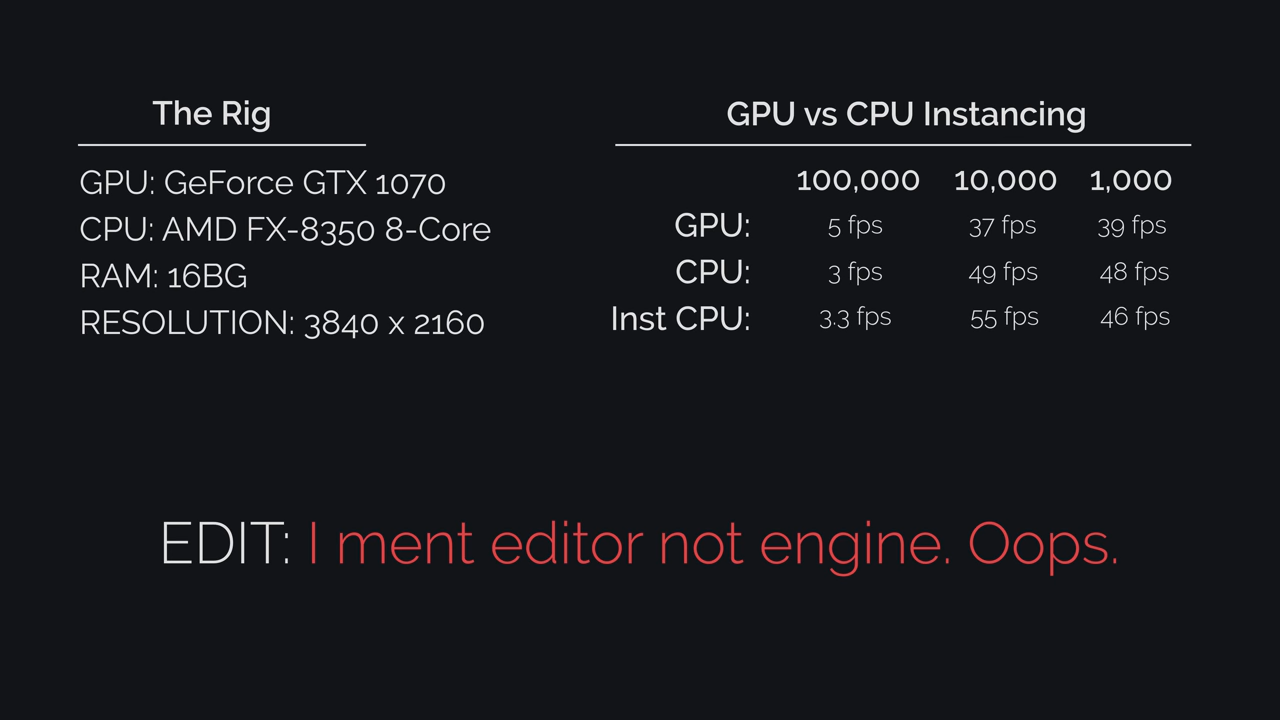 The Rig
GPU: GeForce GTX 1070
CPU: AMD FX-8350 8-Core
RAM: 16BG
RESOLUTION: 3840 x 2160
GPU vs CPU Instancing
100,000 10,000 1,000
GPU: 5 fps 37 fps 39 fps
CPU: 3 fps 49 fps 48 fps
Inst CPU: 3.3 fps 55 fps 46 fps
EDIT: I ment editor not engine. Oops.